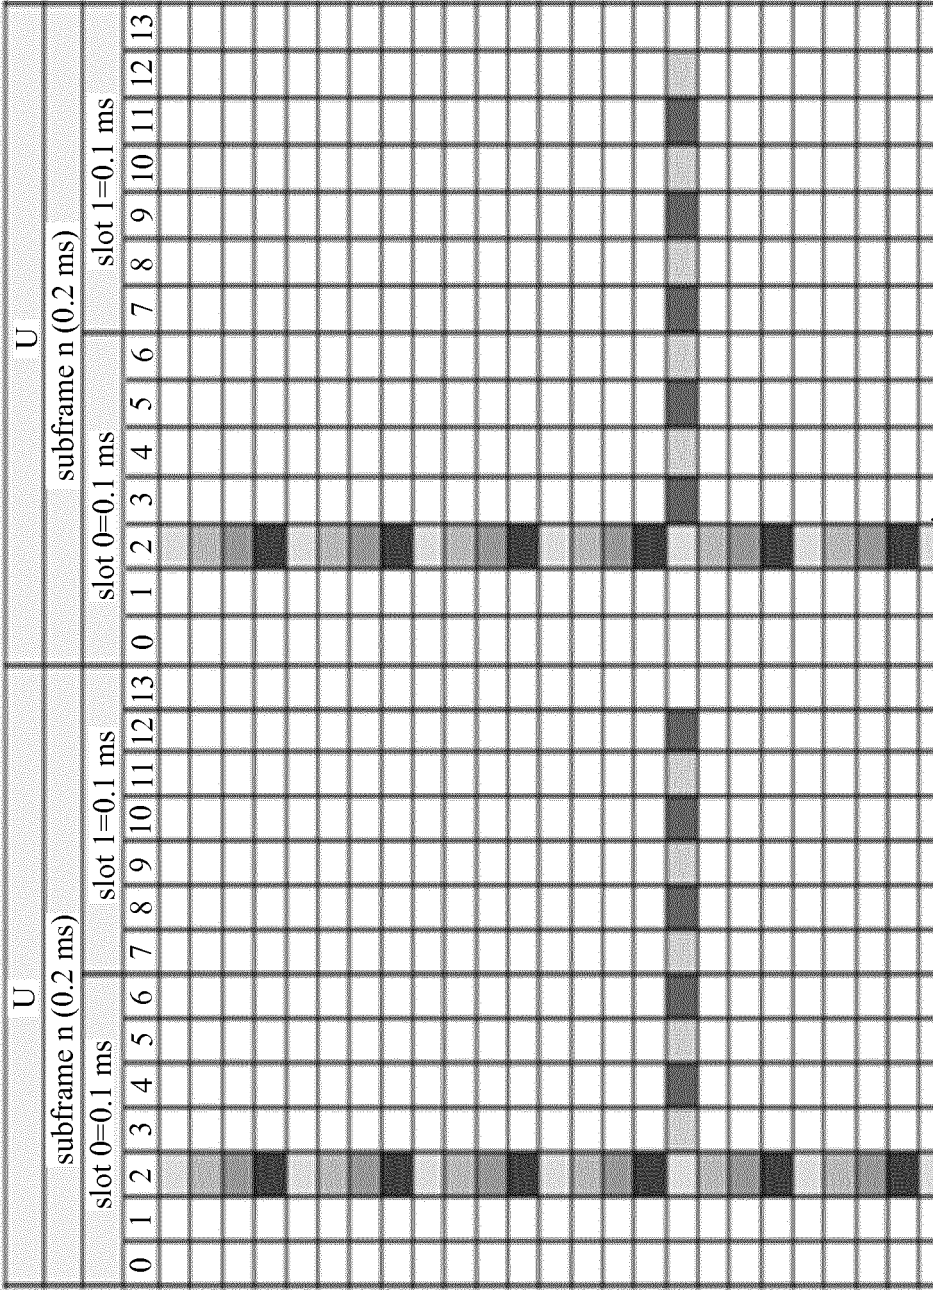 U U
subframe n (0.2 ms) subframe n (0.2 ms)
slot 0=0.1 ms slot 1=0.1 ms slot 0=0.1 ms slot 1=0.1 ms
0 1 2 3 4 5 6 7 8 9 10 11 12 13 0 1 2 3 4 5 6 7 8 9 10 11 12 13